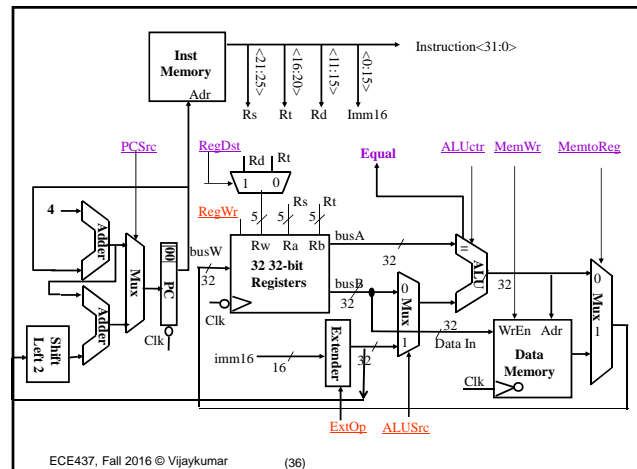 Inst
Memory
Adr
<21:25>
<16:20>
<11:15>
<0:15>
Instruction<31:0>
Rs
Rt
Rd
Imm16
PCSrc
RegDst
Rd
Rt
1
0
Equal
ALUctr
MemWr
MemtoReg
RegWr
5
5
5
Rs
Rt
4
Adder
Adder
Mux
00
PC
Clk
Shift
Left 2
busW
32
Rw
Ra
Rb
32 32-bit
Registers
Clk
busA
32
busB
32
0
Mux
1
=
ALU
32
32
Data In
WrEn
Adr
Data
Memory
Clk
0
Mux
1
imm16
16
Extender
32
ExtOp
ALUSrc
ECE437, Fall 2016 © Vijaykumar
(36)